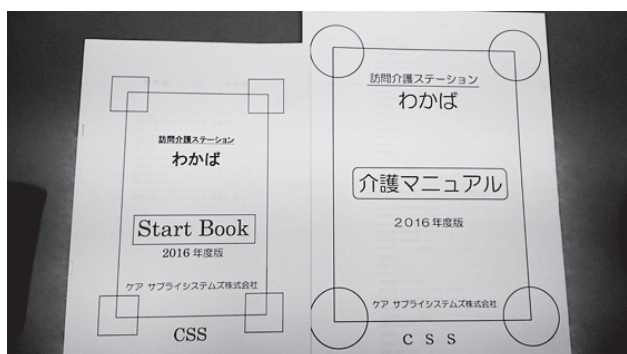 訪問介護ステーション
わかば
Start Book
2016 年度版
ケア サプライシステムズ株式会社
CSS
訪問介護ステーション
わかば
介護マニュアル
2016年度版
ケア サプライシステムズ株式会社
C S S